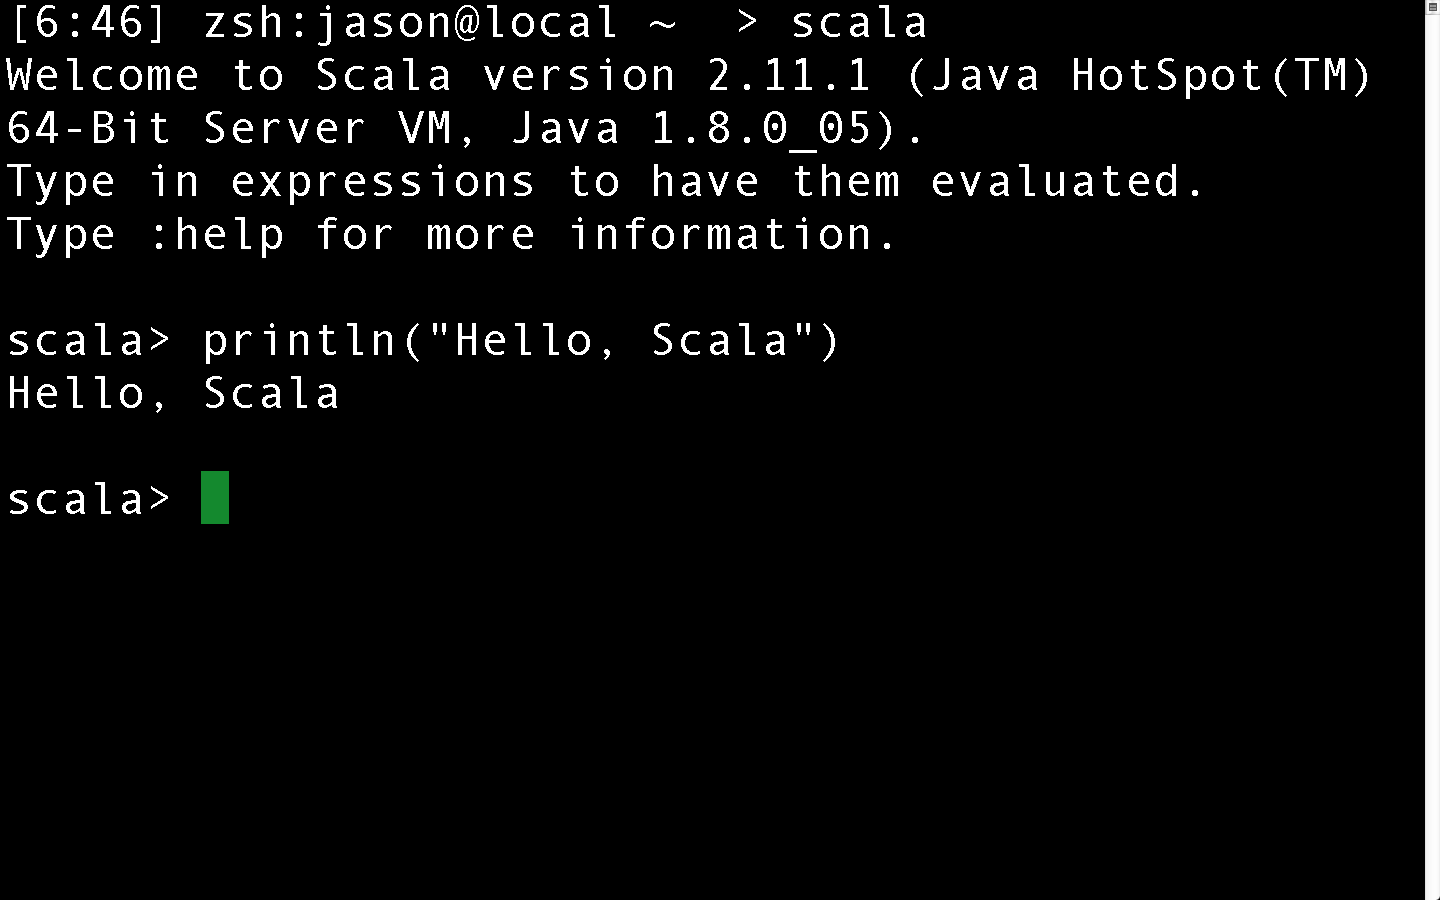 [6:46] zsh:jason@local ~  > scala
Welcome to Scala version 2.11.1 (Java HotSpot(TM)
64-Bit Server VM, Java 1.8.0_05).
Type in expressions to have them evaluated.
Type :help for more information.
scala> println("Hello, Scala")
Hello, Scala
scala>